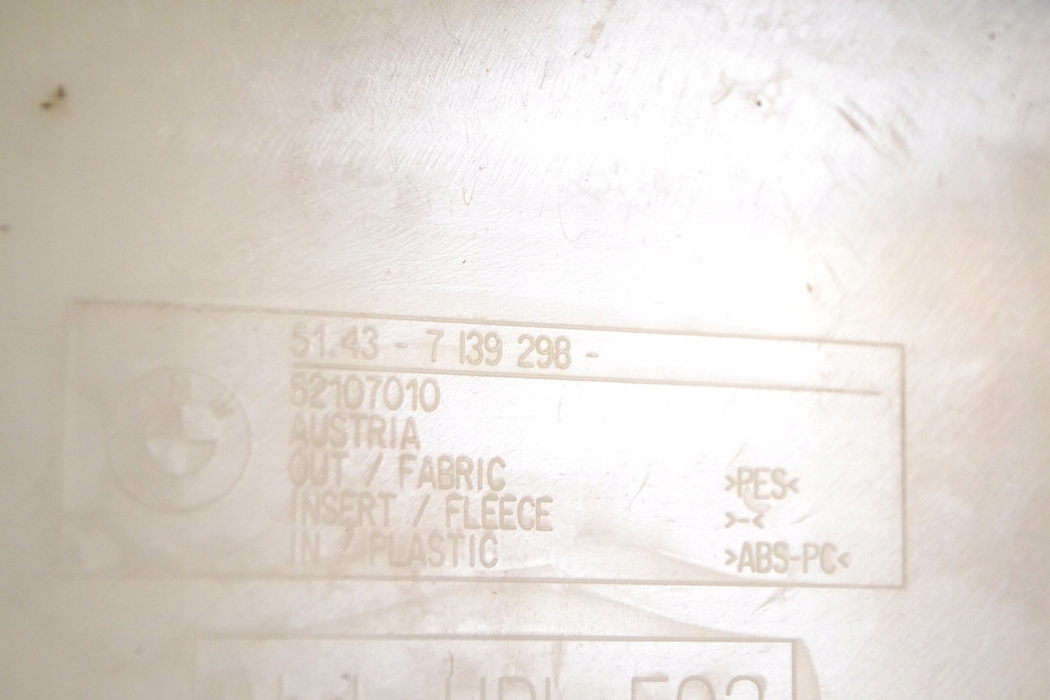 51.43 - 7 139 298 -
52107010
AUSTRIA
OUT / FABRIC >PES<
INSERT / FLEECE >-<
IN / PLASTIC >ABS-PC<